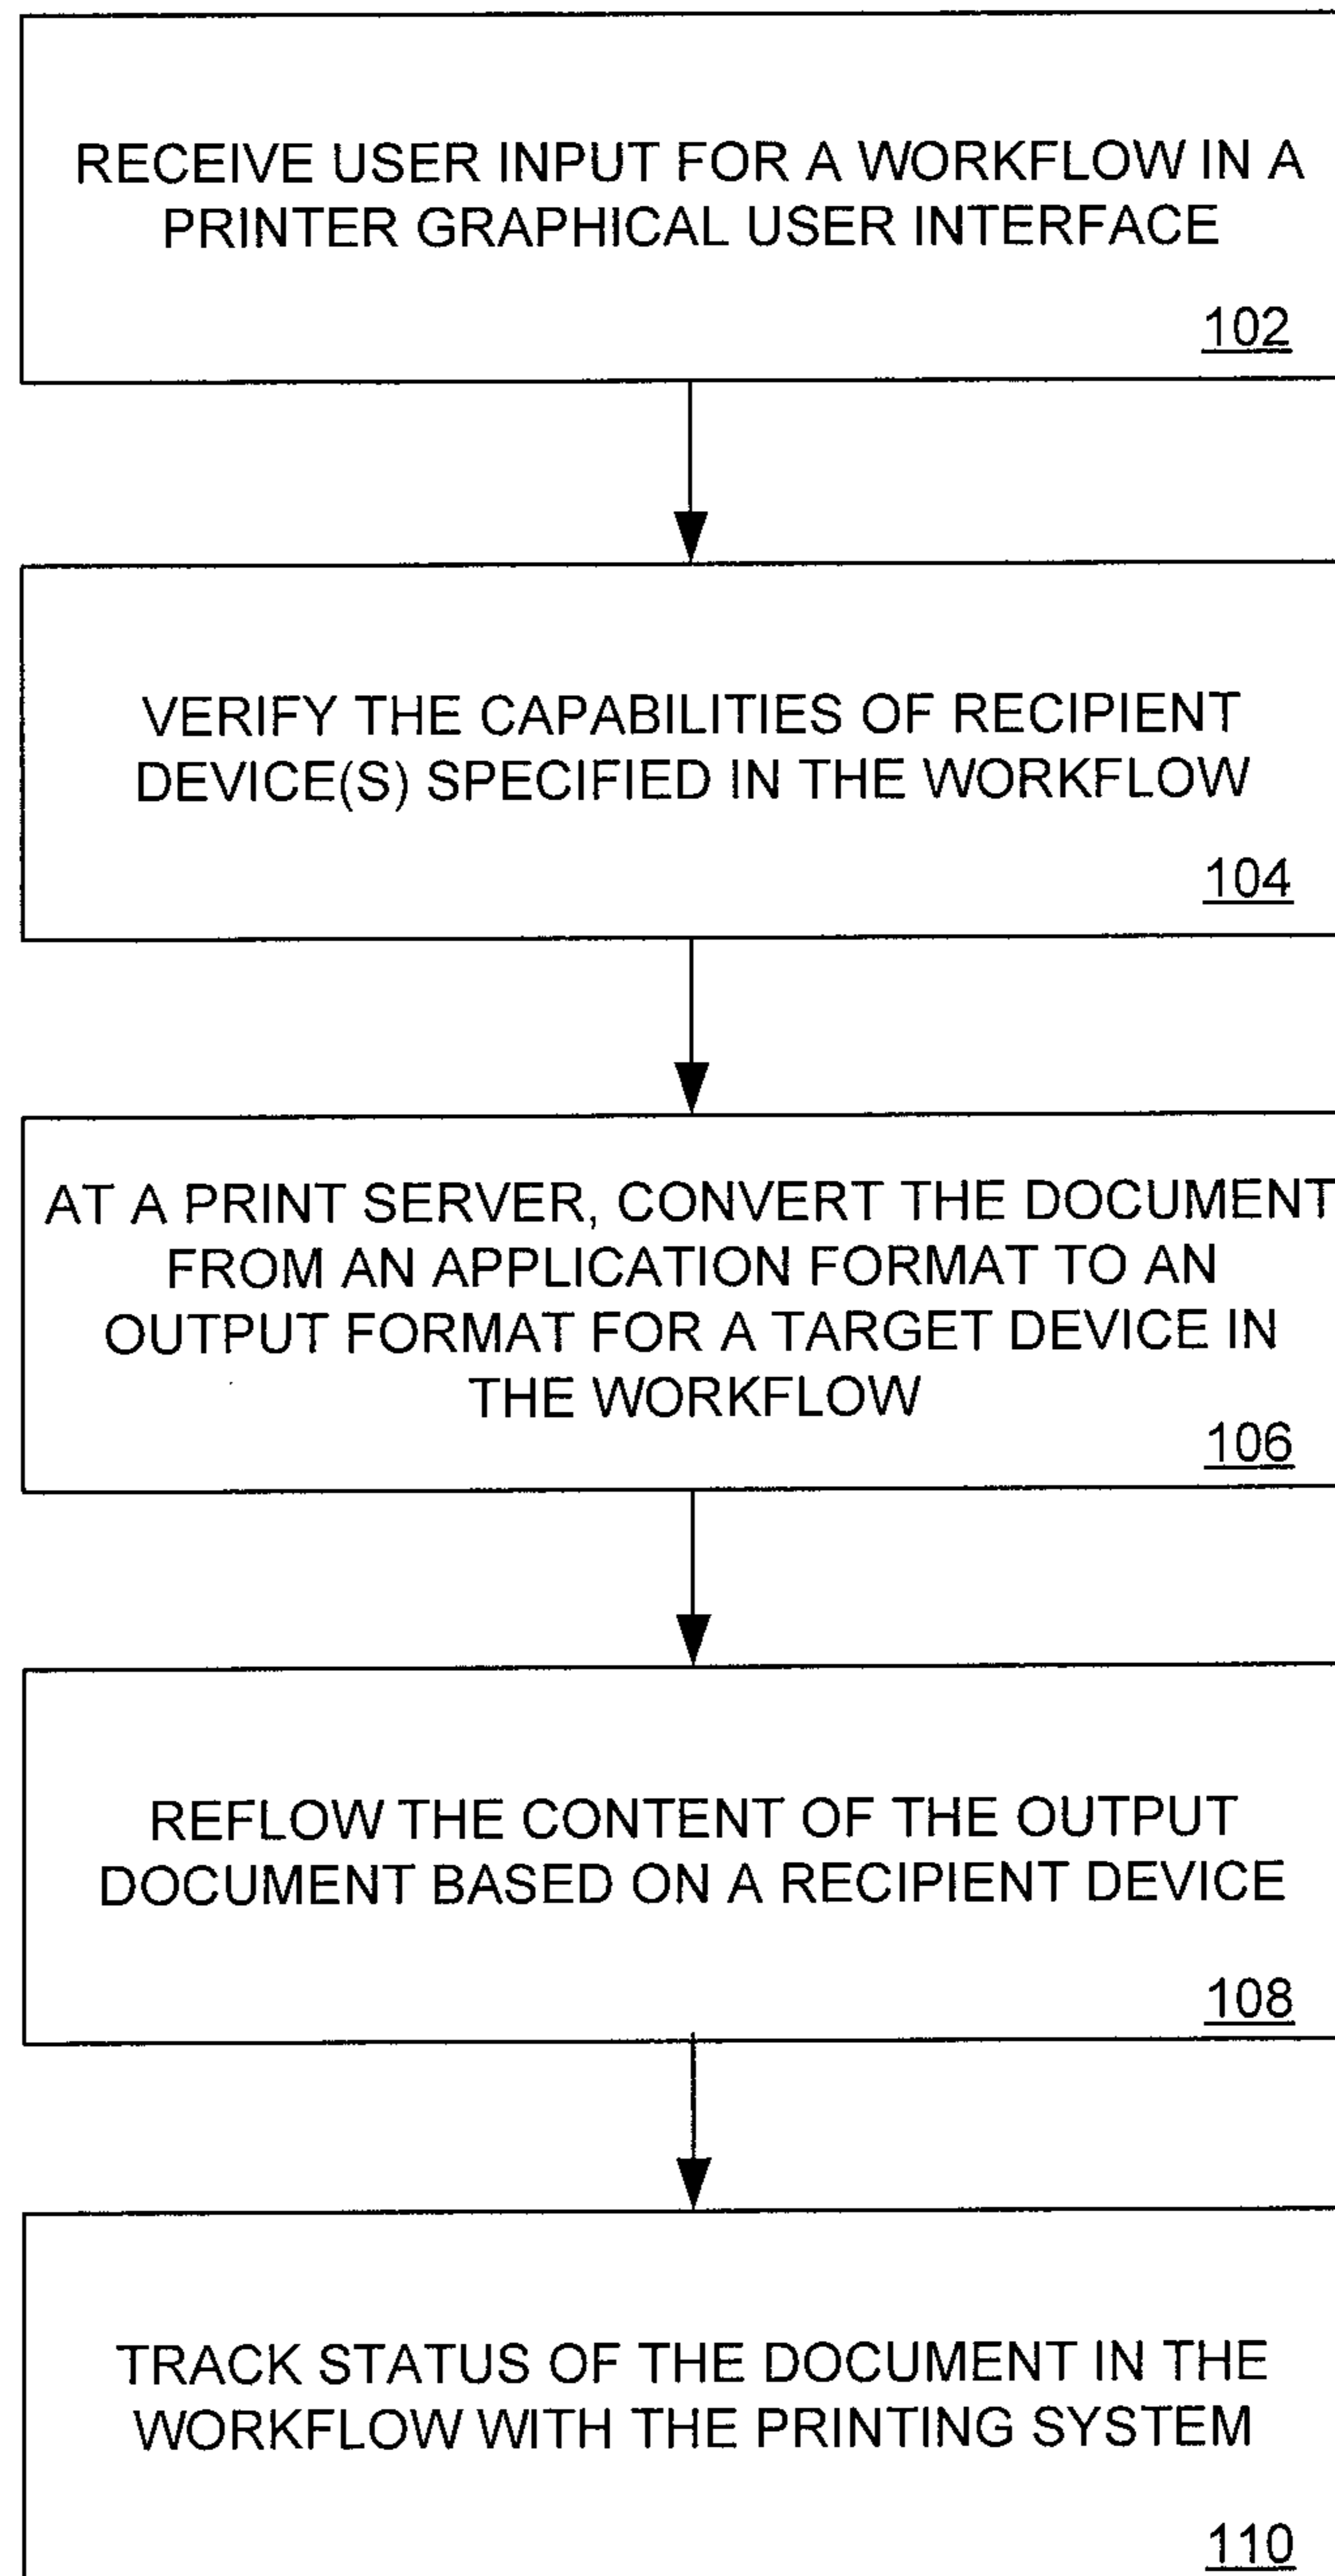 RECEIVE USER INPUT FOR A WORKFLOW IN A
PRINTER GRAPHICAL USER INTERFACE
102
VERIFY THE CAPABILITIES OF RECIPIENT
DEVICE(S) SPECIFIED IN THE WORKFLOW
104
AT A PRINT SERVER, CONVERT THE DOCUMENT
FROM AN APPLICATION FORMAT TO AN
OUTPUT FORMAT FOR A TARGET DEVICE IN
THE WORKFLOW
106
REFLOW THE CONTENT OF THE OUTPUT
DOCUMENT BASED ON A RECIPIENT DEVICE
108
TRACK STATUS OF THE DOCUMENT IN THE
WORKFLOW WITH THE PRINTING SYSTEM
110